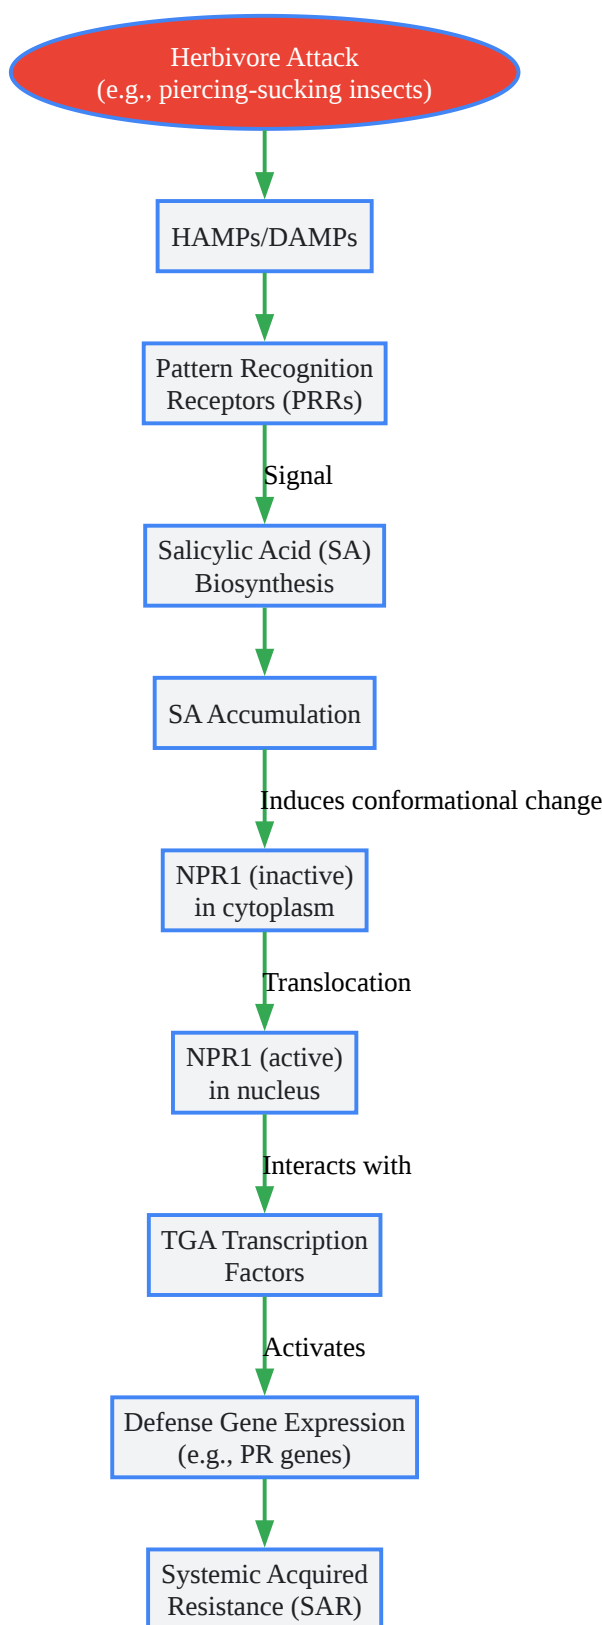 Herbivore Attack
(e.g., piercing-sucking insects)
HAMPs/DAMPs
Pattern Recognition
Receptors (PRRs)
Signal
Salicylic Acid (SA)
Biosynthesis
SA Accumulation
Induces conformational change
NPR1 (inactive)
in cytoplasm
Translocation
NPR1 (active)
in nucleus
Interacts with
TGA Transcription
Factors
Activates
Defense Gene Expression
(e.g., PR genes)
Systemic Acquired
Resistance (SAR)